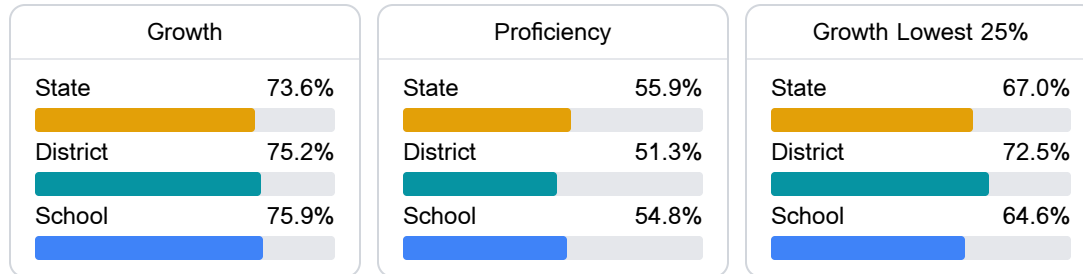 Growth
State 73.6%
District 75.2%
School 75.9%
Proficiency
State 55.9%
District 51.3%
School 54.8%
Growth Lowest 25%
State 67.0%
District 72.5%
School 64.6%